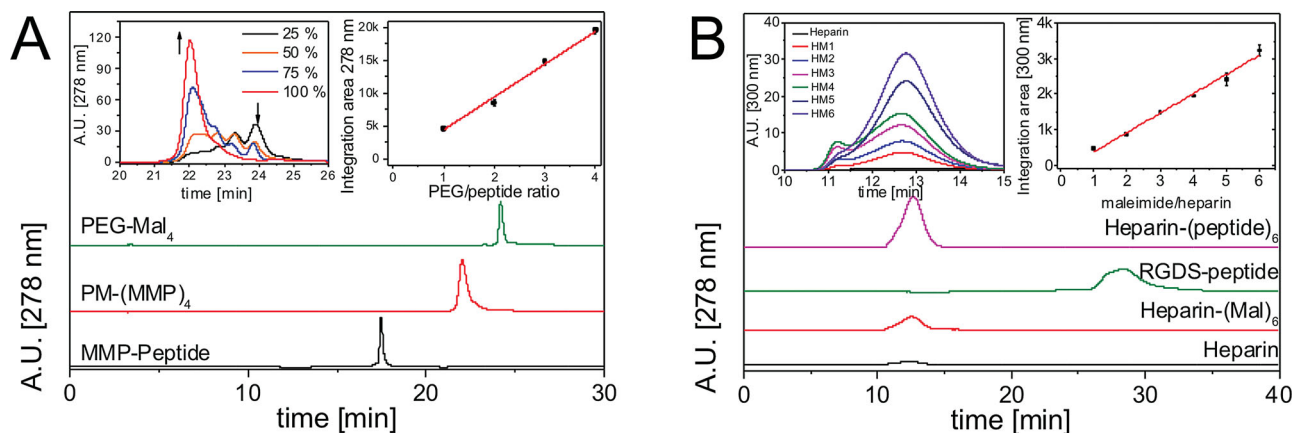 A
A.U. [278 nm]
120
90
60
30
0
25 %
50 %
75 %
100 %
20 21 22 23 24 25 26
time [min]
Integration area 278 nm
20k
15k
10k
5k
0
0 1 2 3 4
PEG/peptide ratio
PEG-Mal4
PM-(MMP)4
MMP-Peptide
A.U. [278 nm]
0 10 20 30
time [min]
B
A.U. [300 nm]
40
30
20
10
0
Heparin
HM1
HM2
HM3
HM4
HM5
HM6
10 11 12 13 14 15
time [min]
Integration area [300 nm]
4k
3k
2k
1k
0
0 1 2 3 4 5 6
maleimide/heparin
Heparin-(peptide)6
RGDS-peptide
Heparin-(Mal)6
Heparin
A.U. [278 nm]
0 10 20 30 40
time [min]